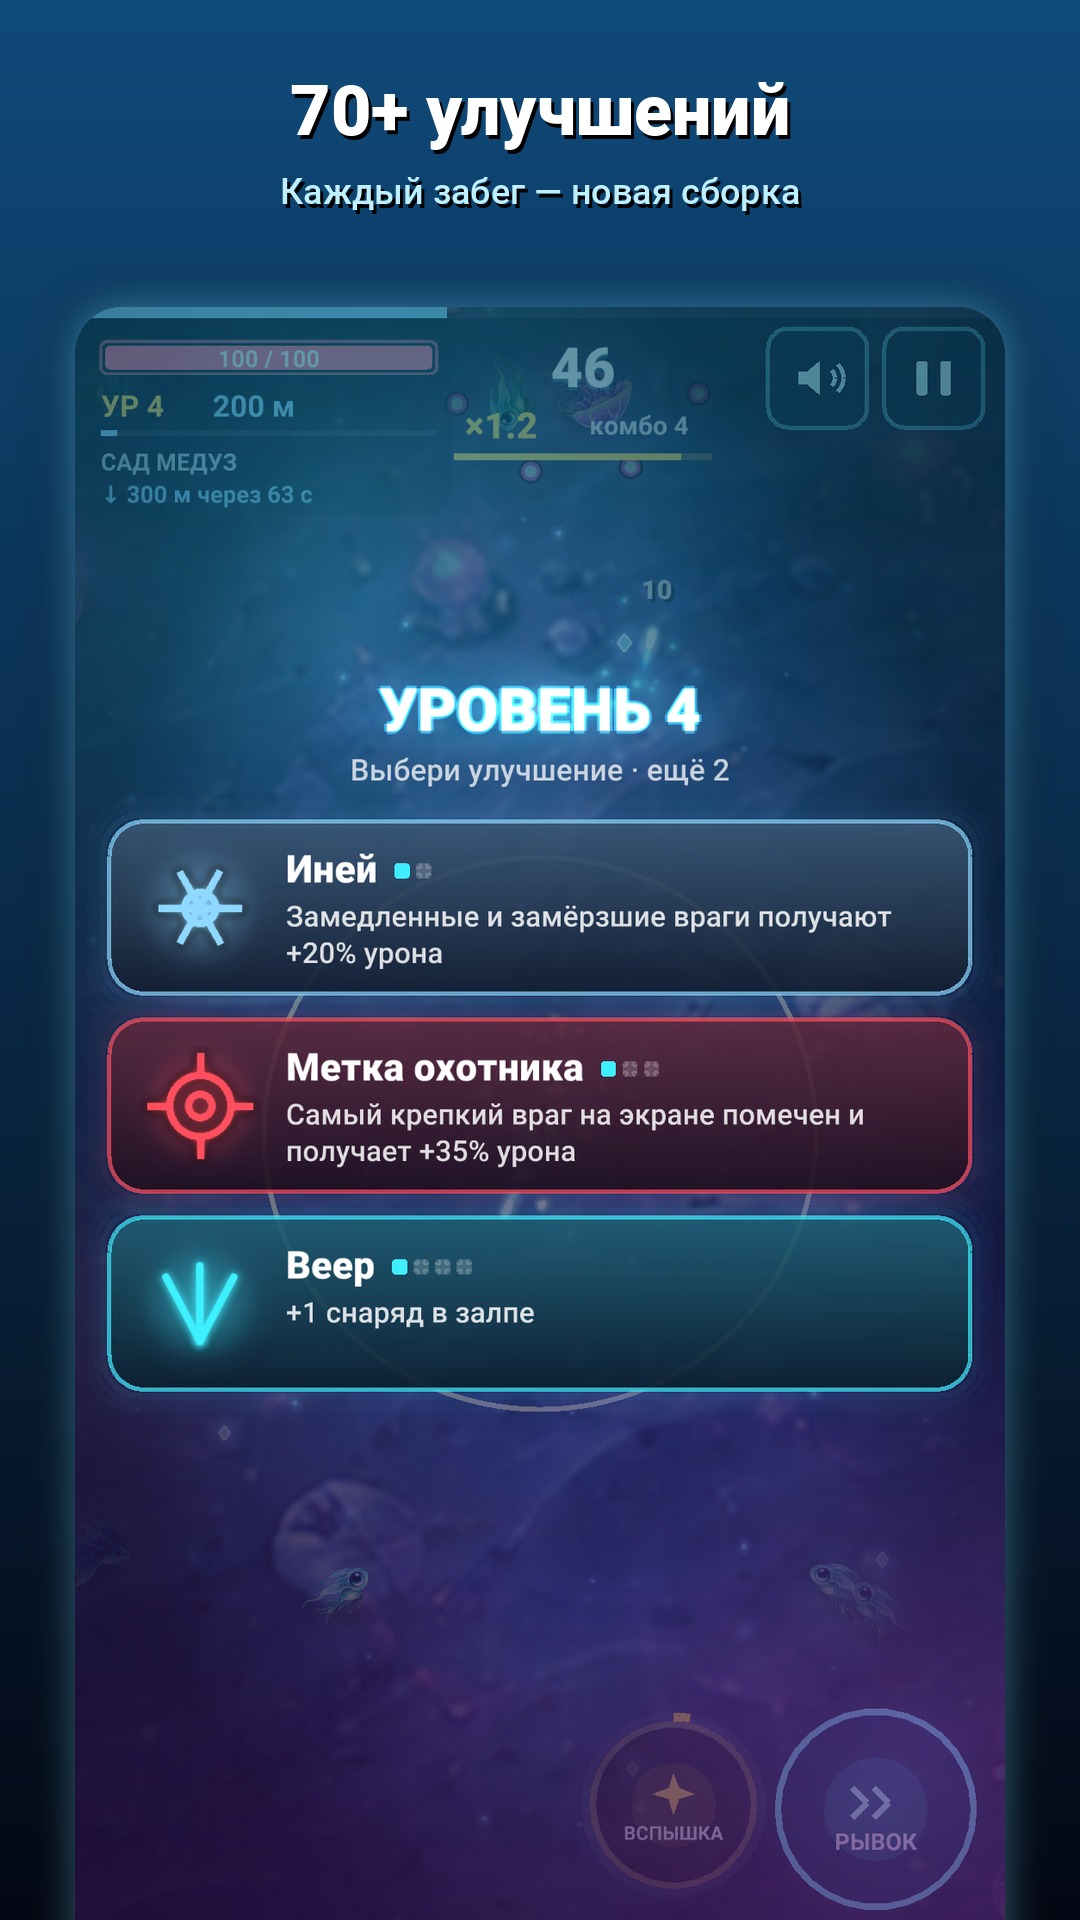 70+ улучшений
Каждый забег — новая сборка
100 / 100
46
УР 4 200 м
×1.2 комбо 4
САД МЕДУЗ
↓ 300 м через 63 с
10
УРОВЕНЬ 4
Выбери улучшение · ещё 2
Иней
Замедленные и замёрзшие враги получают
+20% урона
Метка охотника
Самый крепкий враг на экране помечен и
получает +35% урона
Веер
+1 снаряд в залпе
ВСПЫШКА
РЫВОК